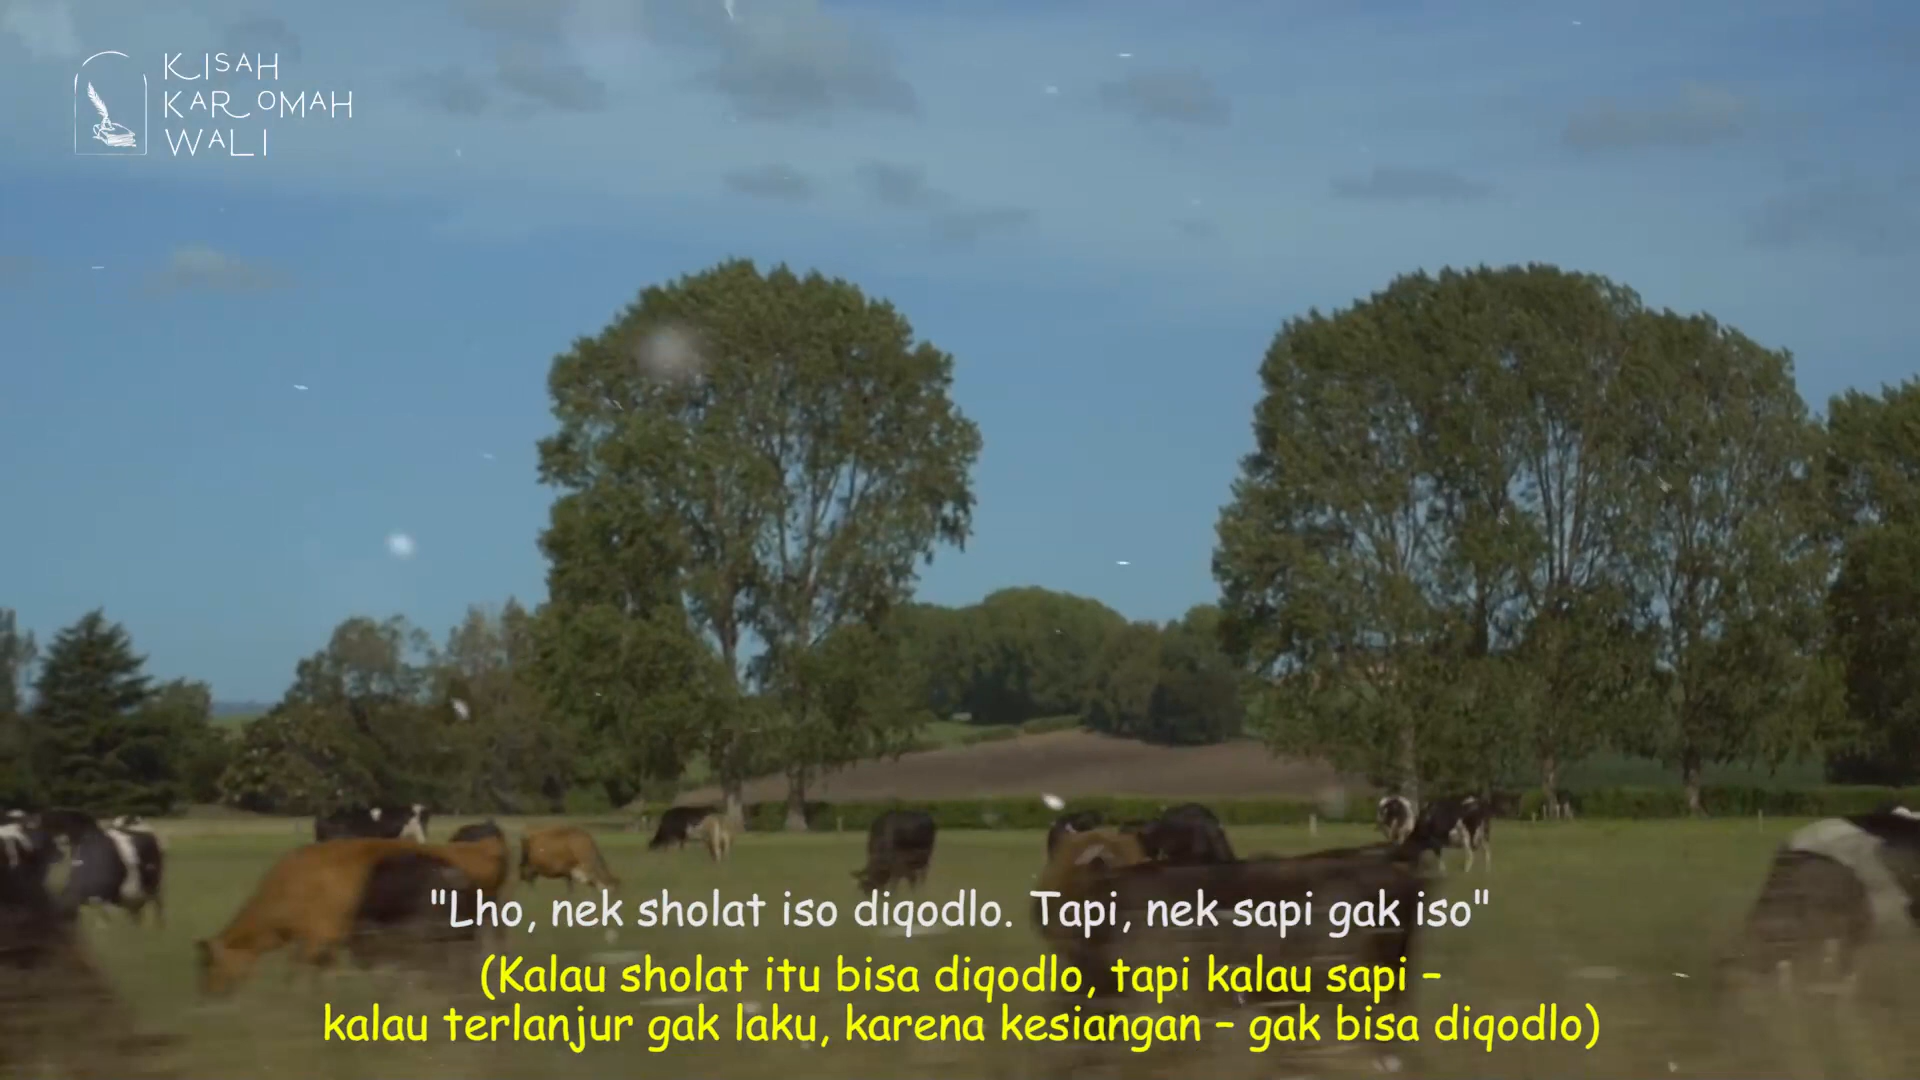 KISAH
KAROMAH
WALI
"Lho, nek sholat iso diqodlo. Tapi, nek sapi gak iso"
(Kalau sholat itu bisa diqodlo, tapi kalau sapi –
kalau terlanjur gak laku, karena kesiangan – gak bisa diqodlo)